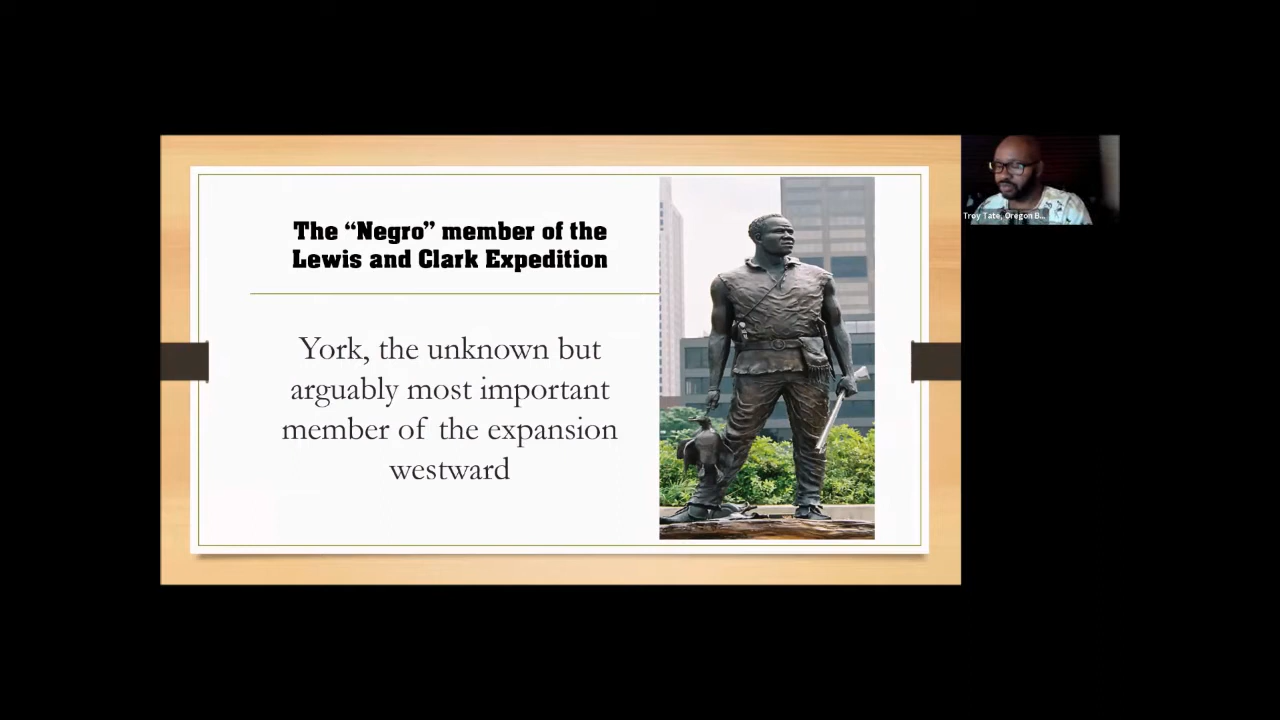 The “Negro” member of the
Lewis and Clark Expedition
York, the unknown but
arguably most important
member of the expansion
westward
Troy Tate, Oregon B...